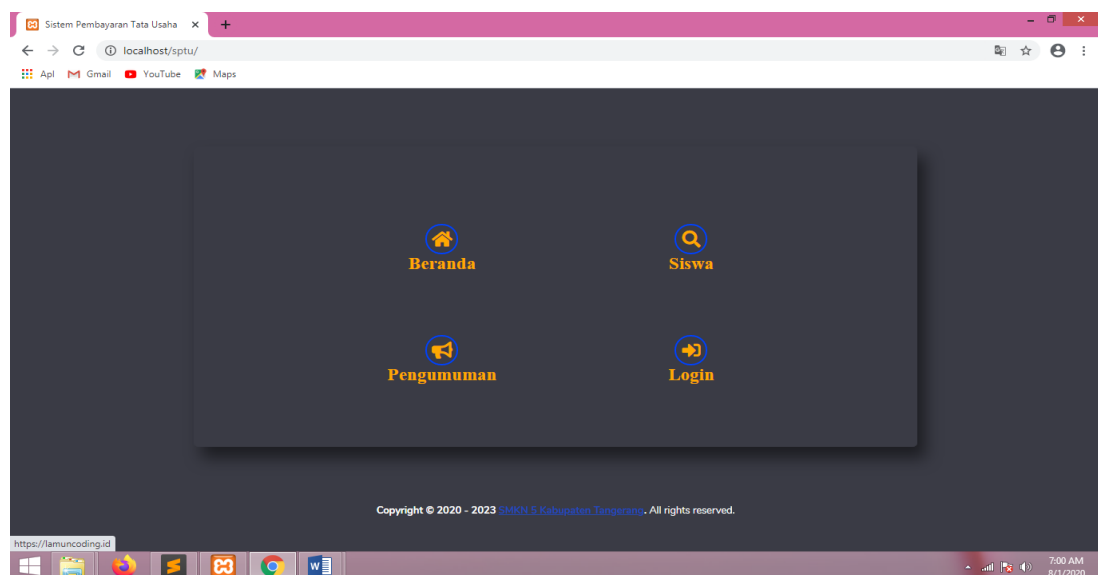 Sistem Pembayaran Tata Usaha
localhost/sptu/
Apl Gmail YouTube Maps
Beranda Siswa
Pengumuman Login
Copyright © 2020 - 2023 SMKN 5 Kabupaten Tangerang. All rights reserved.
https://lamuncoding.id
7:00 AM
8/1/2020